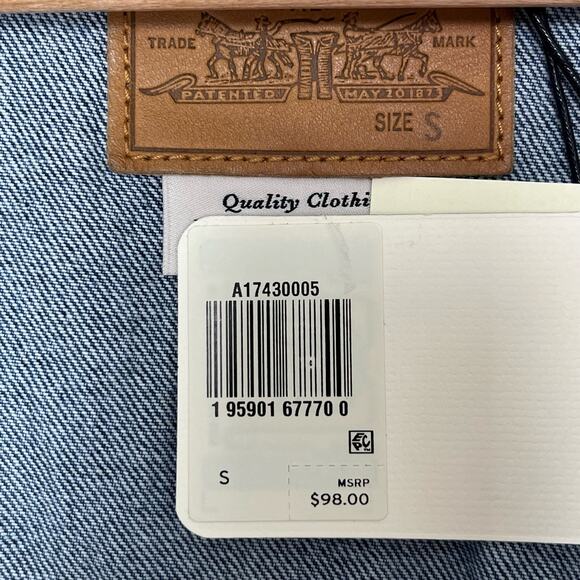 TRADE MARK
PATENTED MAY 20 1873
SIZE S
Quality Clothi
A17430005
1 95901 67770 0
S
MSRP
$98.00